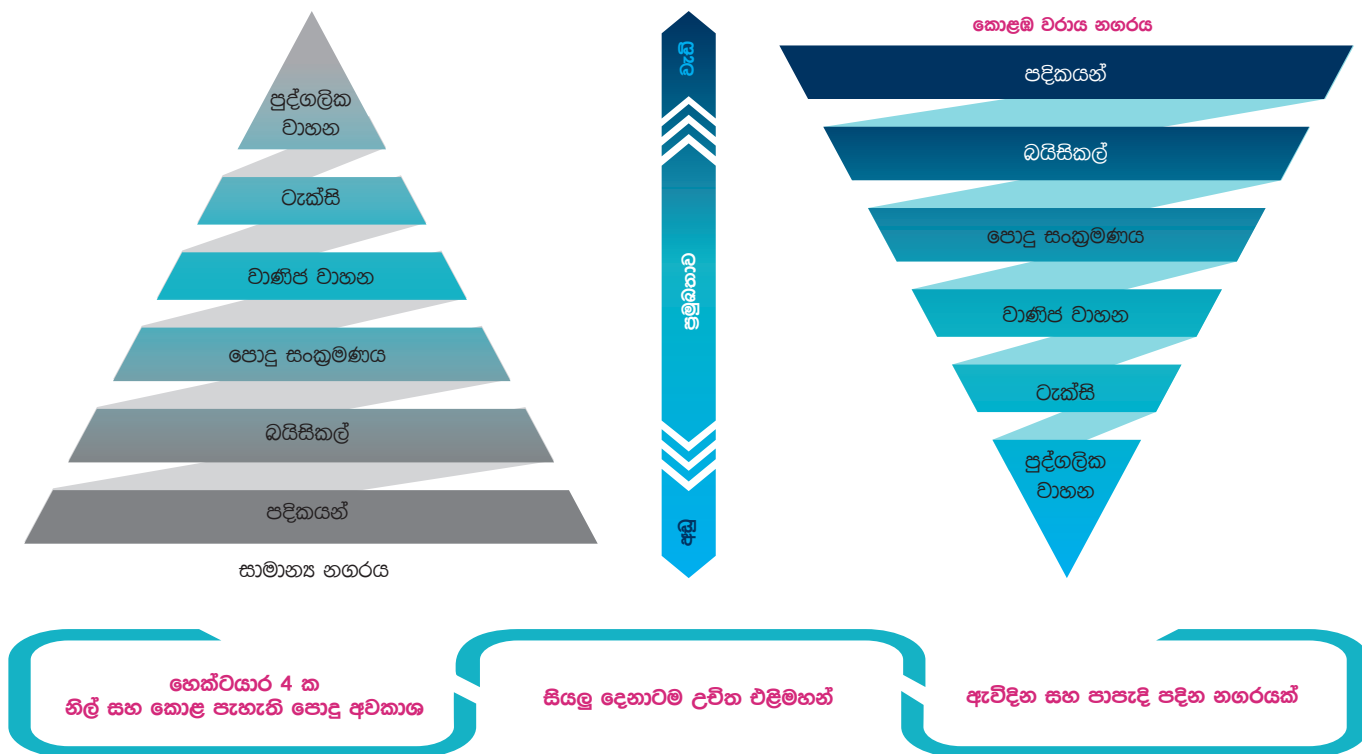 පුද්ගලික
වාහන
ටැක්සි
වාණිජ වාහන
පොදු සංක්‍රමණය
බයිසිකල්
පදිකයන්
සාමාන්‍ය නගරය
වැඩි
ප්‍රමුඛතාව
අඩු
කොළඹ වරාය නගරය
පදිකයන්
බයිසිකල්
පොදු සංක්‍රමණය
වාණිජ වාහන
ටැක්සි
පුද්ගලික
වාහන
හෙක්ටයාර 4 ක
නිල් සහ කොළ පැහැති පොදු අවකාශ
සියලු දෙනාටම උචිත එළිමහන්
ඇවිදින සහ පාපැදි පදින නගරයක්